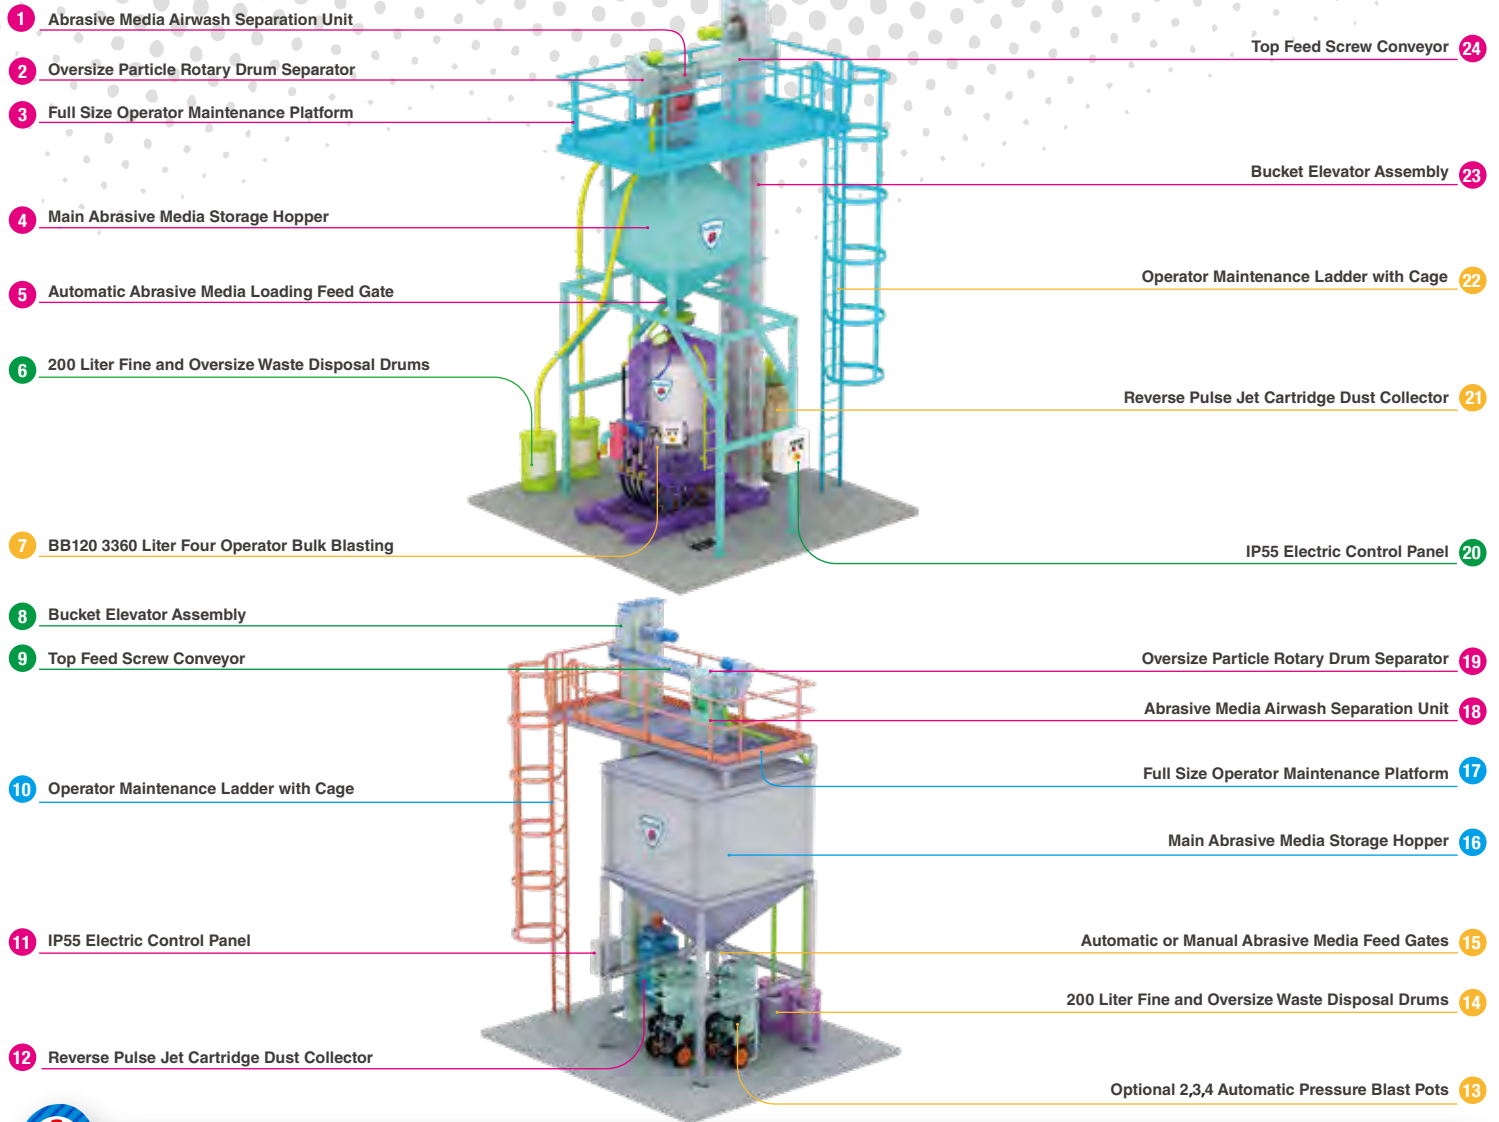 1 Abrasive Media Airwash Separation Unit
2 Oversize Particle Rotary Drum Separator
3 Full Size Operator Maintenance Platform
4 Main Abrasive Media Storage Hopper
5 Automatic Abrasive Media Loading Feed Gate
6 200 Liter Fine and Oversize Waste Disposal Drums
7 BB120 3360 Liter Four Operator Bulk Blasting
8 Bucket Elevator Assembly
9 Top Feed Screw Conveyor
10 Operator Maintenance Ladder with Cage
11 IP55 Electric Control Panel
12 Reverse Pulse Jet Cartridge Dust Collector
Top Feed Screw Conveyor 24
Bucket Elevator Assembly 23
Operator Maintenance Ladder with Cage 22
Reverse Pulse Jet Cartridge Dust Collector 21
IP55 Electric Control Panel 20
Oversize Particle Rotary Drum Separator 19
Abrasive Media Airwash Separation Unit 18
Full Size Operator Maintenance Platform 17
Main Abrasive Media Storage Hopper 16
Automatic or Manual Abrasive Media Feed Gates 15
200 Liter Fine and Oversize Waste Disposal Drums 14
Optional 2,3,4 Automatic Pressure Blast Pots 13